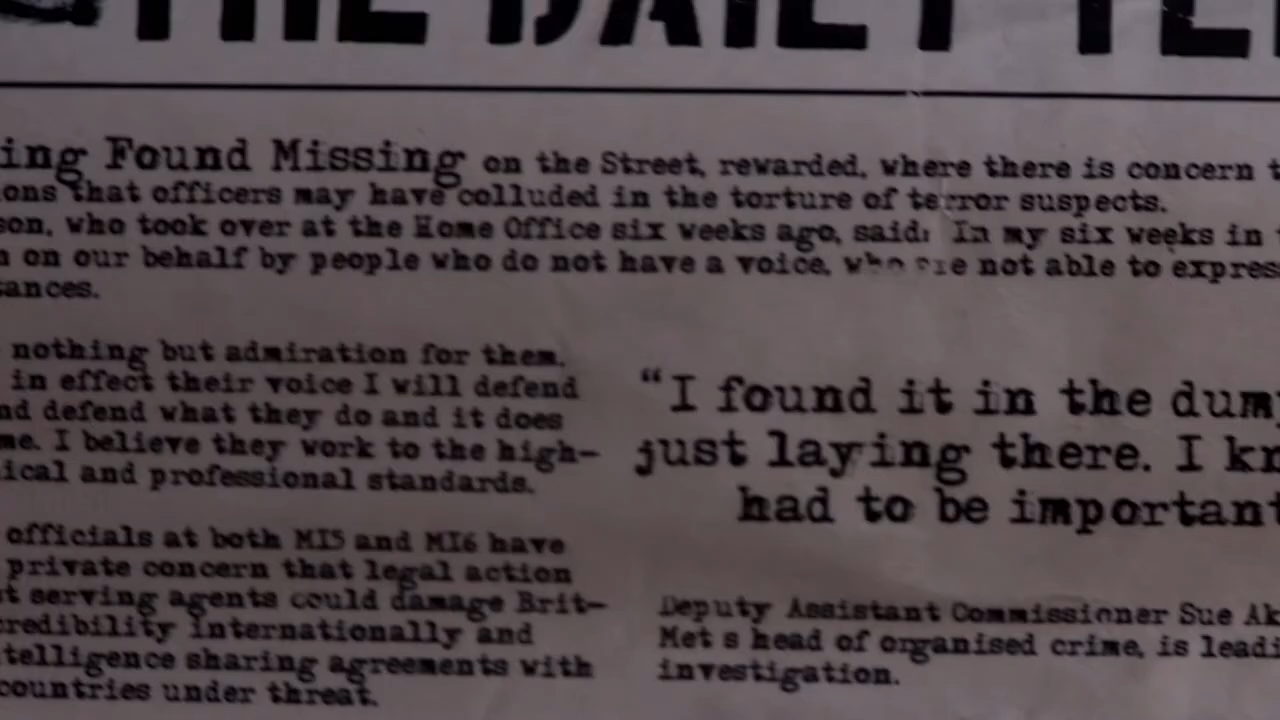 THE DAILY TE
ing Found Missing on the Street, rewarded, where there is concern t
ions that officers may have colluded in the torture of terror suspects.
son, who took over at the Home Office six weeks ago, said: In my six weeks in
n on our behalf by people who do not have a voice, who are not able to expres
tances.
nothing but admiration for them.
in effect their voice I will defend
nd defend what they do and it does
me. I believe they work to the high-
ical and professional standards.
"I found it in the dum
just laying there. I kn
had to be important
officials at both MI5 and MI6 have
private concern that legal action
t serving agents could damage Brit-
credibility internationally and
telligence sharing agreements with
countries under threat.
Deputy Assistant Commissioner Sue Ak
Met s head of organised crime, is leadi
investigation.